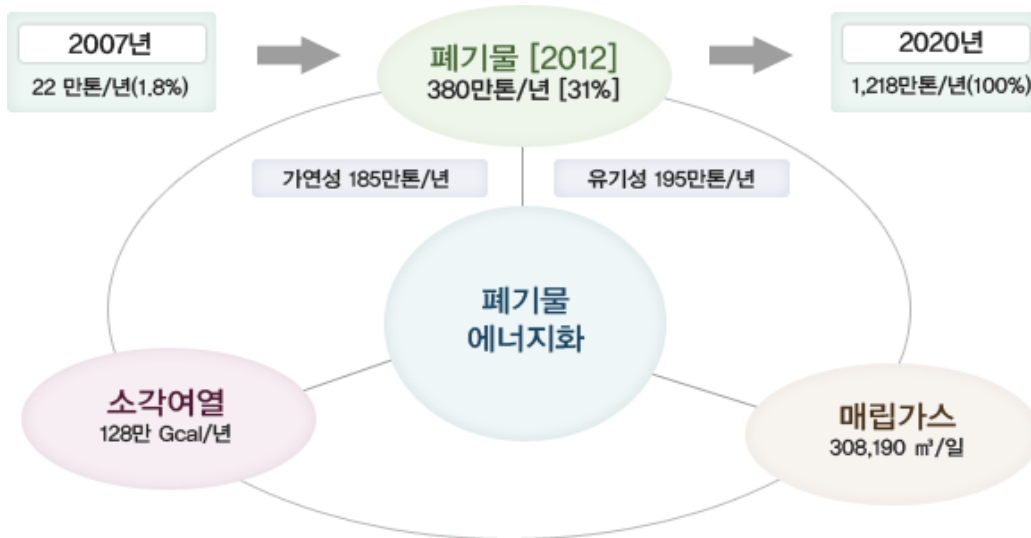 2007년
22 만톤/년(1.8%)
폐기물 [2012]
380만톤/년 [31%]
2020년
1,218만톤/년(100%)
가연성 185만톤/년
유기성 195만톤/년
폐기물
에너지화
소각여열
128만 Gcal/년
매립가스
308,190 ㎥/일